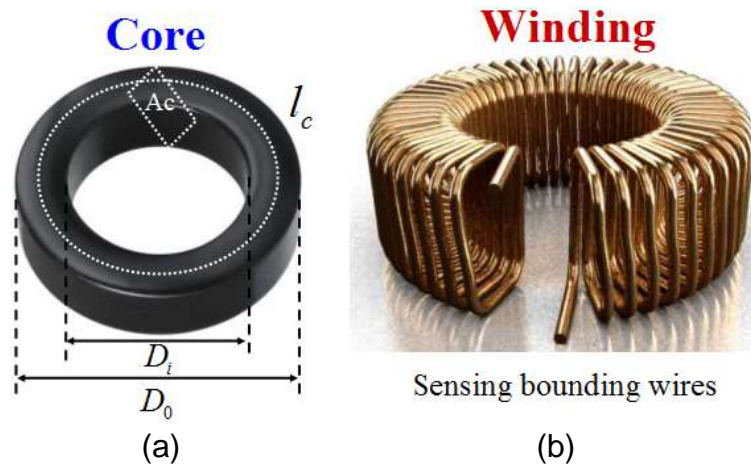 Core
Ac
l_c
D_i
D_0
(a)
Winding
Sensing bounding wires
(b)